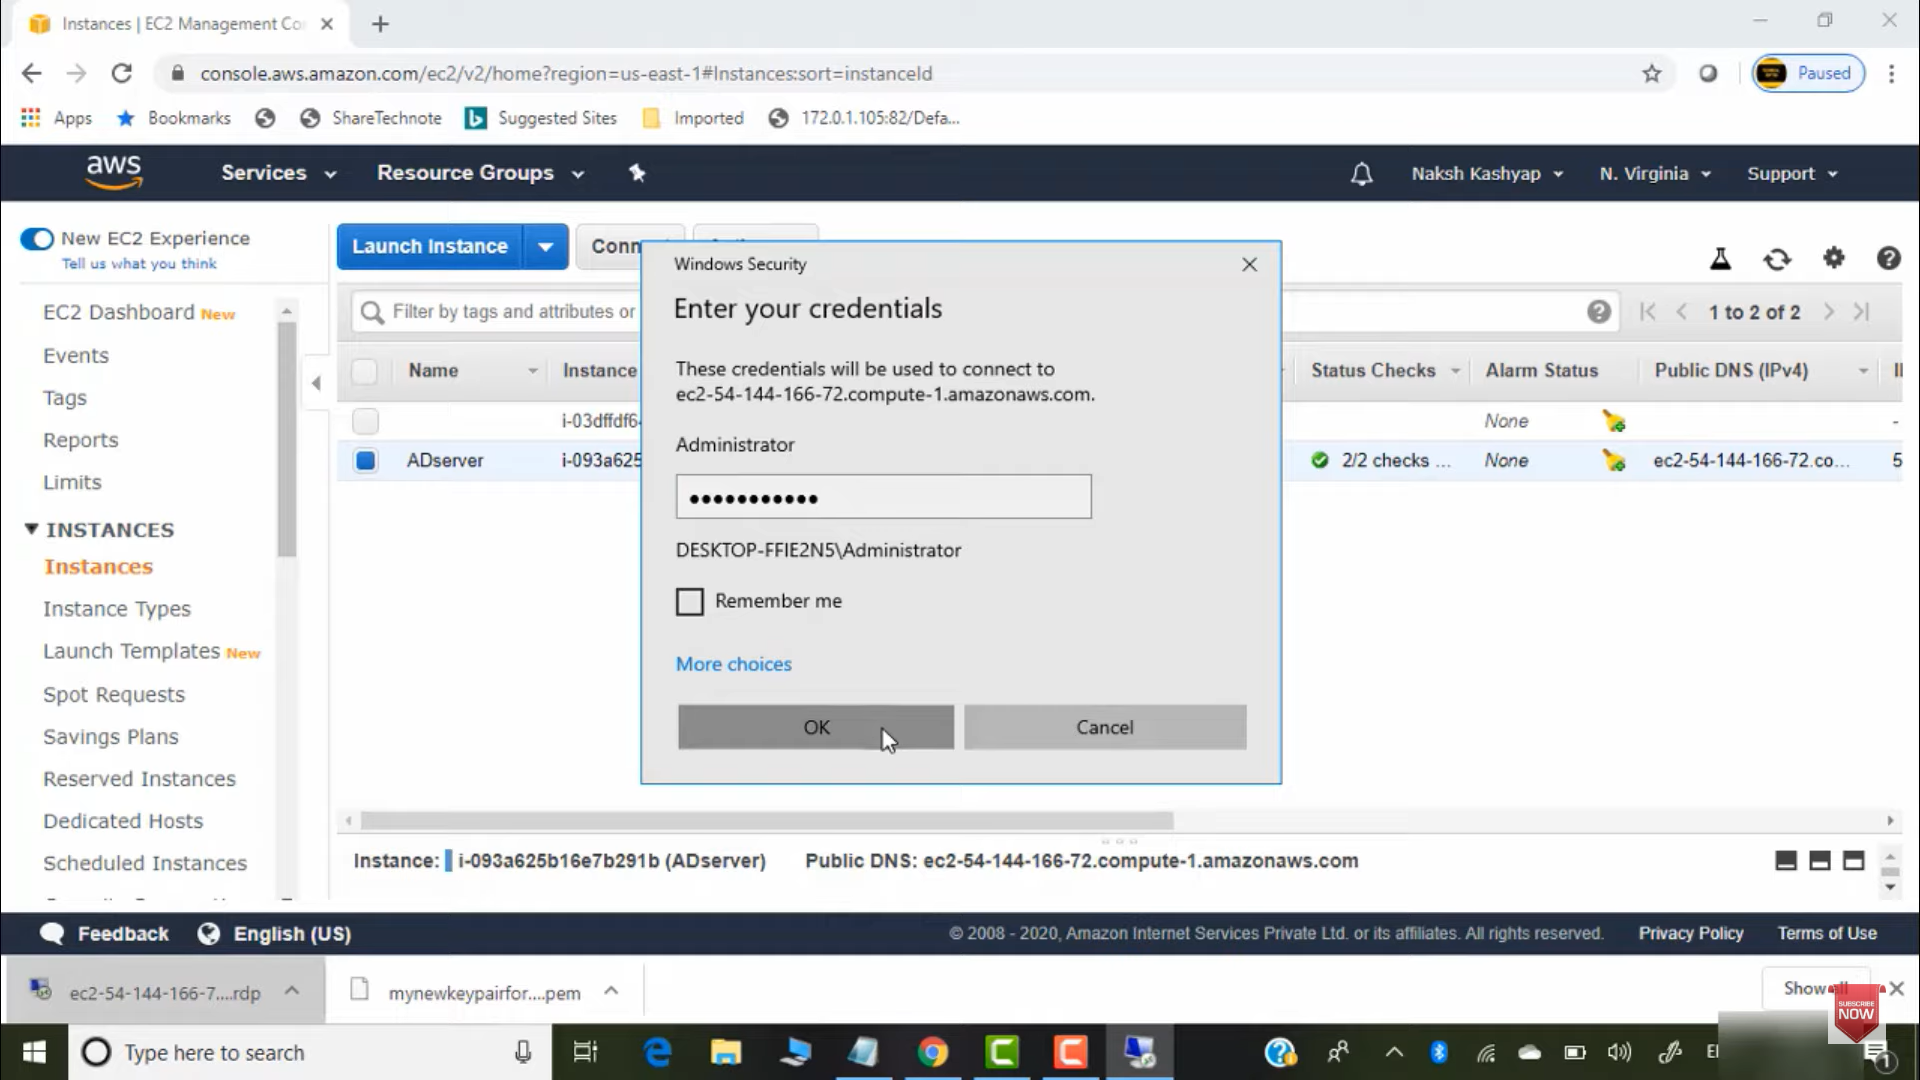 Instances | EC2 Management Co
console.aws.amazon.com/ec2/v2/home?region=us-east-1#Instances:sort=instanceId
Paused
Apps
Bookmarks
ShareTechnote
Suggested Sites
Imported
172.0.1.105:82/Defa...
aws
Services
Resource Groups
Naksh Kashyap
N. Virginia
Support
New EC2 Experience
Tell us what you think
EC2 Dashboard New
Events
Tags
Reports
Limits
INSTANCES
Instances
Instance Types
Launch Templates New
Spot Requests
Savings Plans
Reserved Instances
Dedicated Hosts
Scheduled Instances
Launch Instance
Conn
Filter by tags and attributes or
1 to 2 of 2
Name
Instance
Status Checks
Alarm Status
Public DNS (IPv4)
i-03dffdf6
None
-
ADserver
i-093a625
2/2 checks ...
None
ec2-54-144-166-72.co...
5
Windows Security
Enter your credentials
These credentials will be used to connect to
ec2-54-144-166-72.compute-1.amazonaws.com.
Administrator
DESKTOP-FFIE2N5\Administrator
Remember me
More choices
OK
Cancel
Instance: i-093a625b16e7b291b (ADserver) Public DNS: ec2-54-144-166-72.compute-1.amazonaws.com
Feedback
English (US)
© 2008 - 2020, Amazon Internet Services Private Ltd. or its affiliates. All rights reserved.
Privacy Policy
Terms of Use
ec2-54-144-166-7....rdp
mynewkeypairfor....pem
Show all
SUBSCRIBE
NOW
Type here to search
1